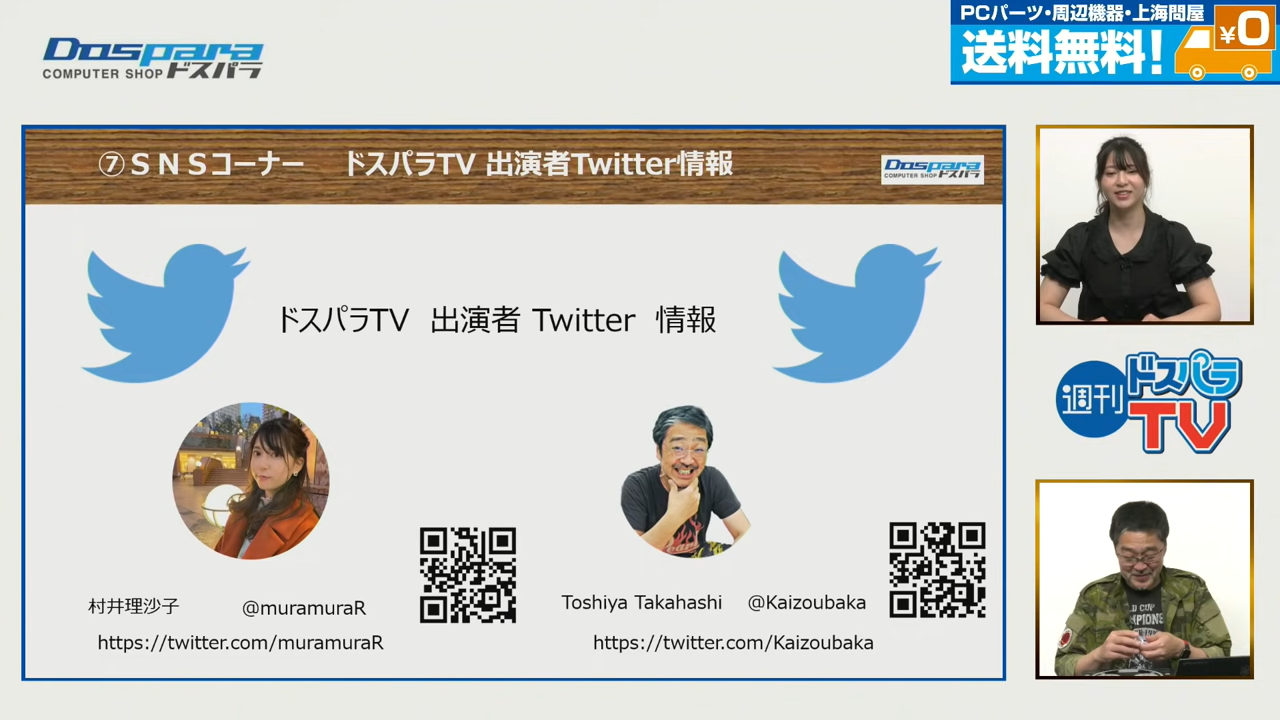 Dospara
COMPUTER SHOP ドスパラ
PCパーツ・周辺機器・上海問屋
送料無料!
¥0
⑦SNSコーナー ドスパラTV 出演者Twitter情報
Dospara
COMPUTER SHOP ドスパラ
ドスパラTV 出演者 Twitter 情報
週刊
ドスパラ
TV
村井理沙子 @muramuraR
https://twitter.com/muramuraR
Toshiya Takahashi @Kaizoubaka
https://twitter.com/Kaizoubaka